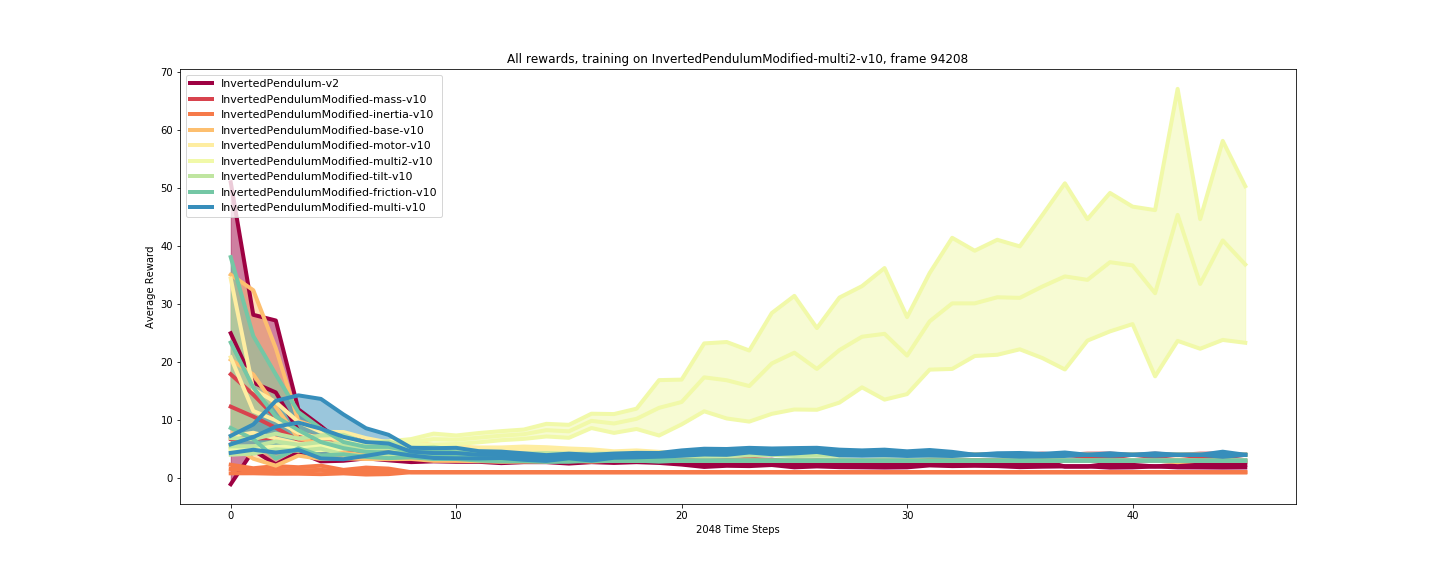 All rewards, training on InvertedPendulumModified-multi2-v10, frame 94208
70
60
50
40
30
20
10
0
Average Reward
InvertedPendulum-v2
InvertedPendulumModified-mass-v10
InvertedPendulumModified-inertia-v10
InvertedPendulumModified-base-v10
InvertedPendulumModified-motor-v10
InvertedPendulumModified-multi2-v10
InvertedPendulumModified-tilt-v10
InvertedPendulumModified-friction-v10
InvertedPendulumModified-multi-v10
0 10 20 30 40
2048 Time Steps